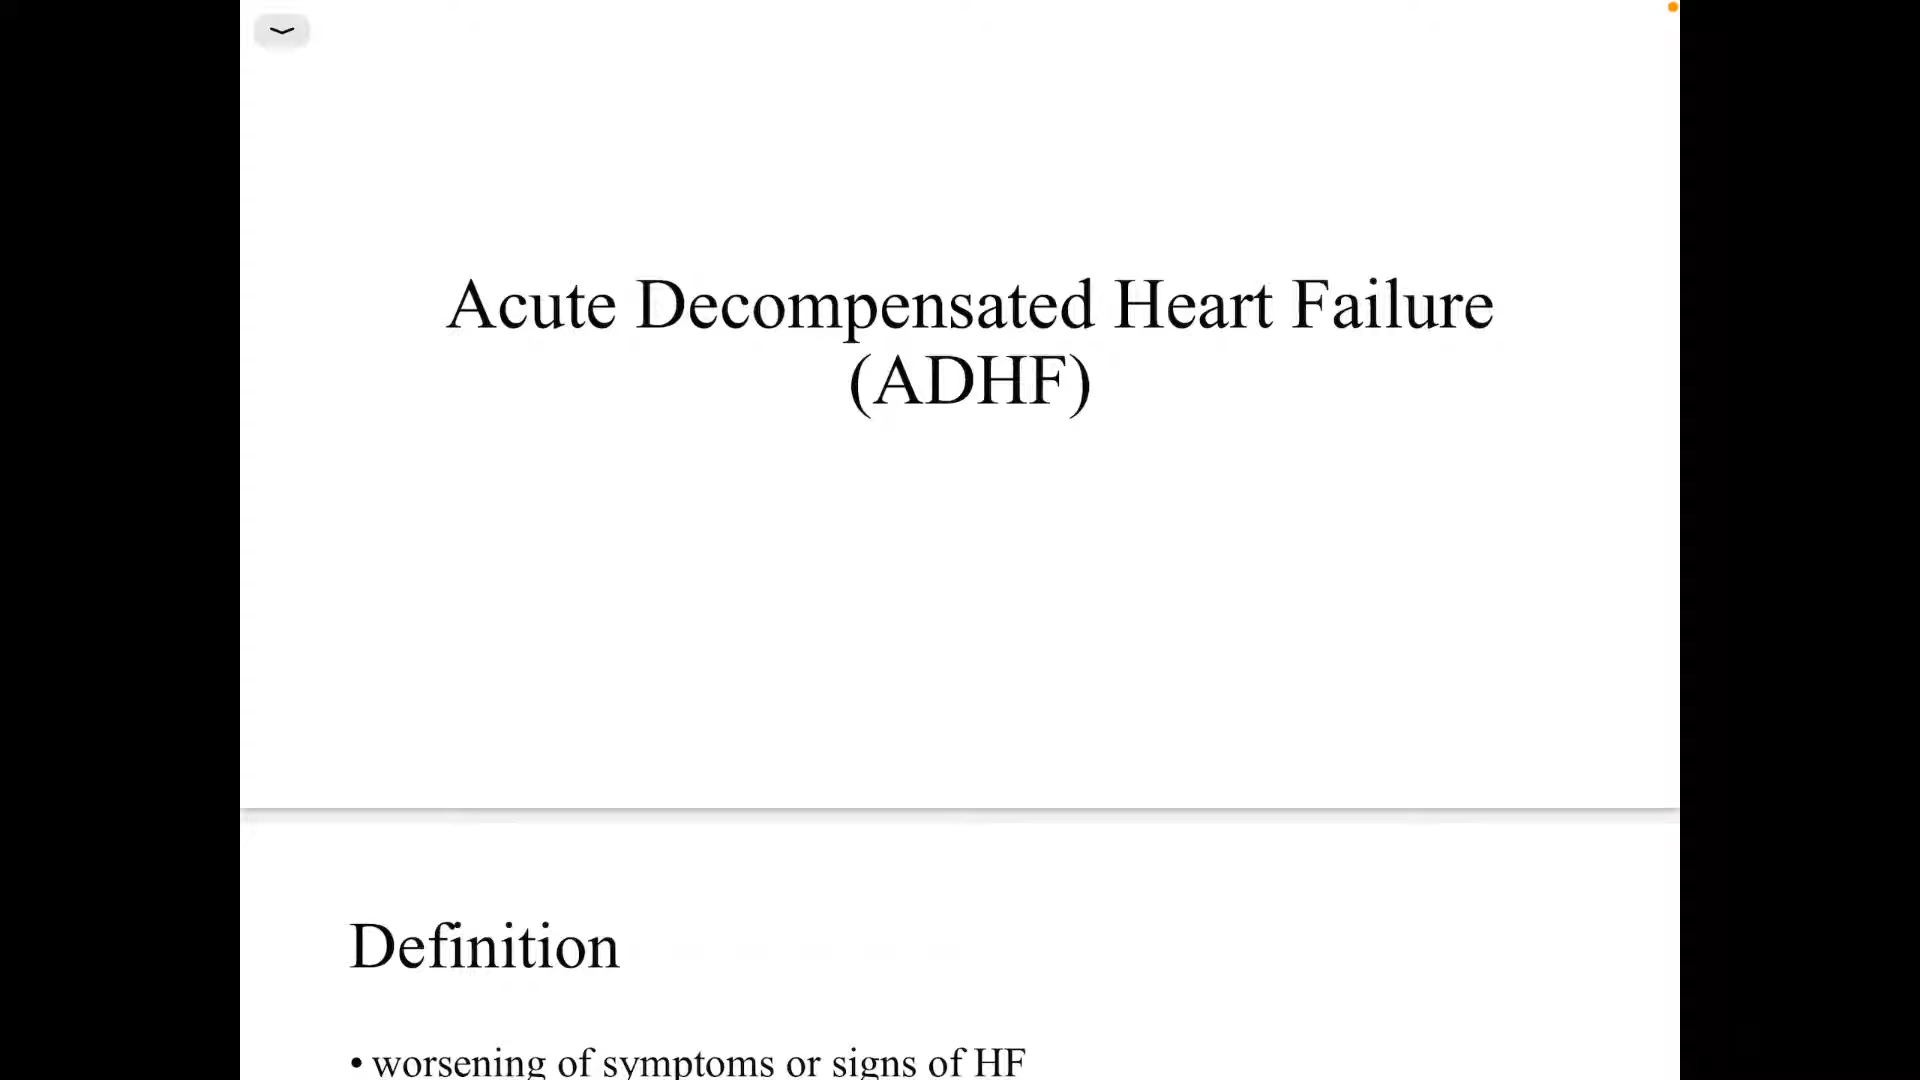 Acute Decompensated Heart Failure
(ADHF)
Definition
• worsening of symptoms or signs of HF